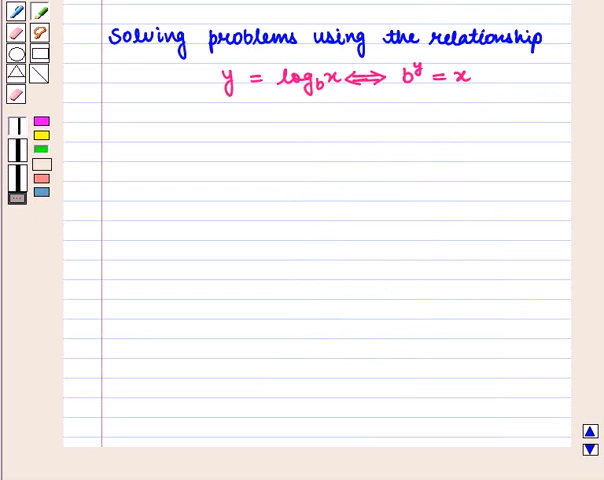 Solving problems using the relationship
y = log_b x ⟺ b^y = x